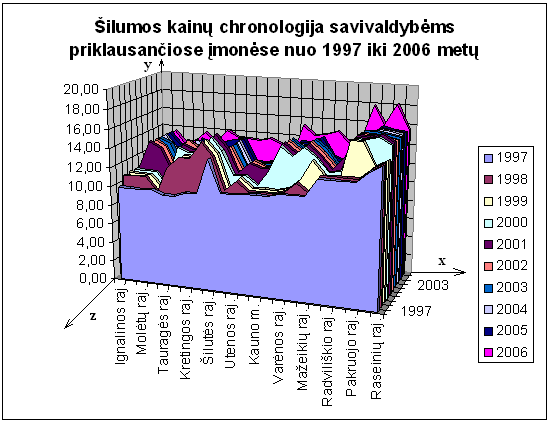 Šilumos kainų chronologija savivaldybėms
priklausančiose įmonėse nuo 1997 iki 2006 metų
y
20,00
18,00
16,00
14,00
12,00
10,00
8,00
6,00
4,00
2,00
0,00
z
x
Ignalinos raj.
Molėtų raj.
Tauragės raj.
Kretingos raj.
Šilutės raj.
Utenos raj.
Kauno m.
Varėnos raj.
Mažeikių raj.
Radviliškio raj.
Pakruojo raj.
Raseinių raj.
1997
2003
1997
1998
1999
2000
2001
2002
2003
2004
2005
2006